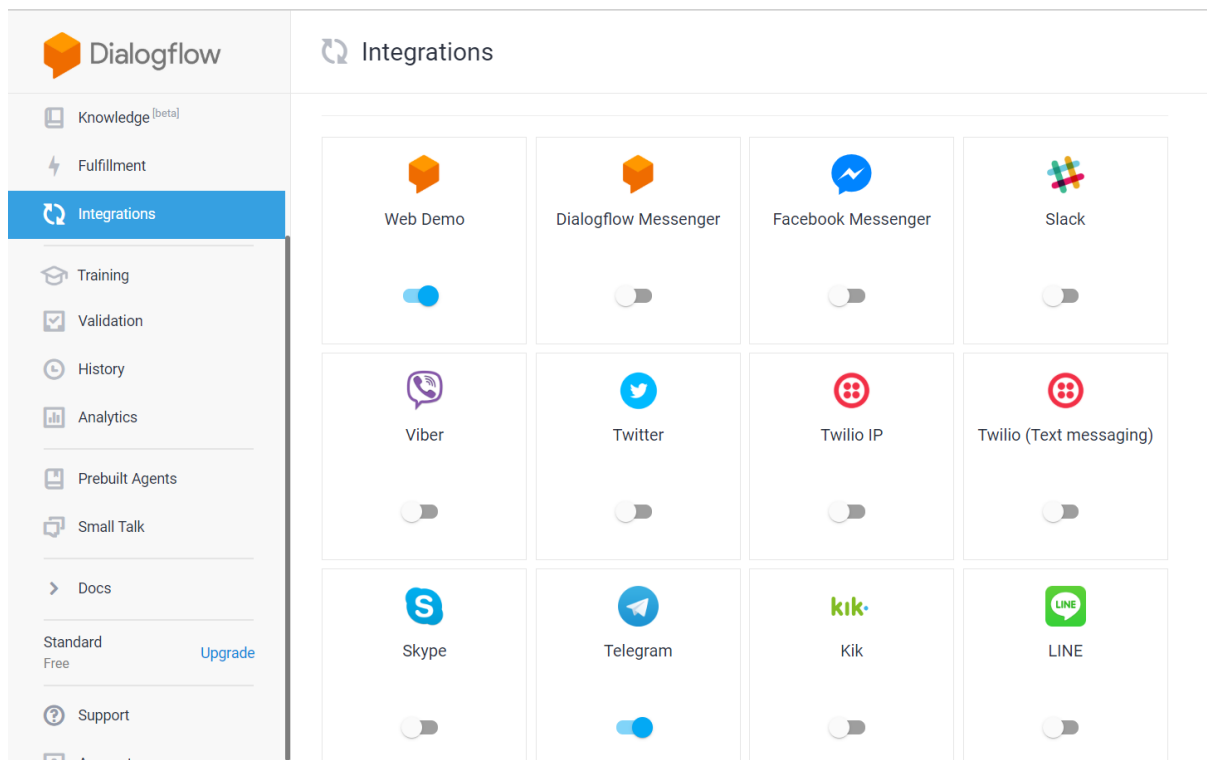 Dialogflow
Knowledge [beta]
Fulfillment
Integrations
Training
Validation
History
Analytics
Prebuilt Agents
Small Talk
Docs
Standard
Free
Upgrade
Support
Integrations
Web Demo
Dialogflow Messenger
Facebook Messenger
Slack
Viber
Twitter
Twilio IP
Twilio (Text messaging)
S
Skype
Telegram
kik.
Kik
LINE
LINE